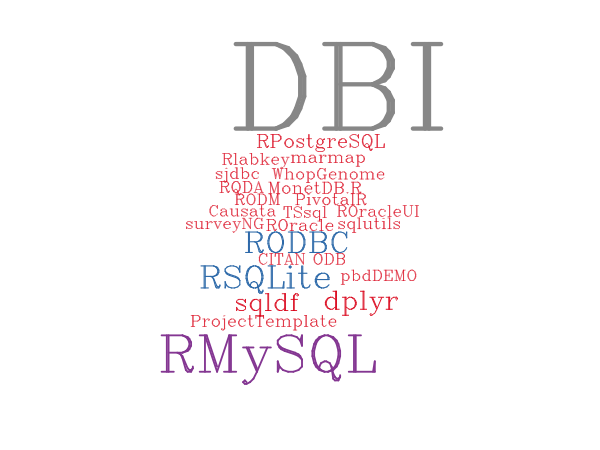 DBI
RPostgreSQL
Rlabkey marmap
sjdbc WhopGenome
RQDA MonetDB.R
RODM PivotalR
Causata TSsql ROracleUI
surveyNG ROracle sqlutils
RODBC
CITAN ODB
RSQLite pbdDEMO
sqldf dplyr
ProjectTemplate
RMySQL